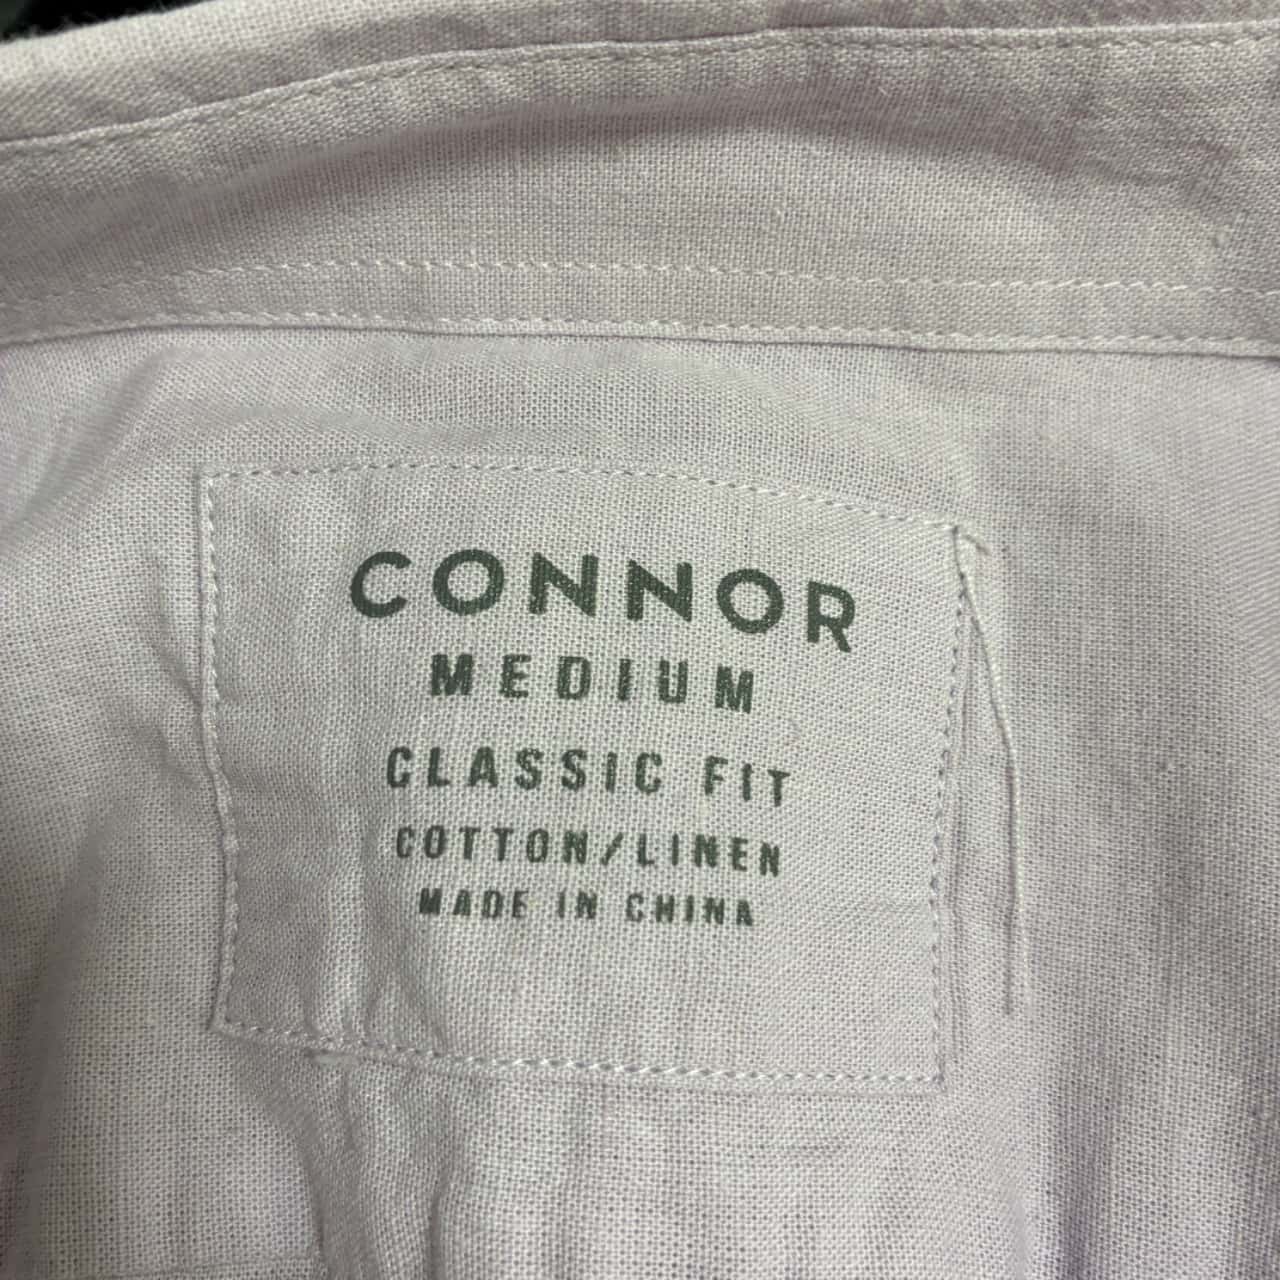 CONNOR
MEDIUM
CLASSIC FIT
COTTON/LINEN
MADE IN CHINA